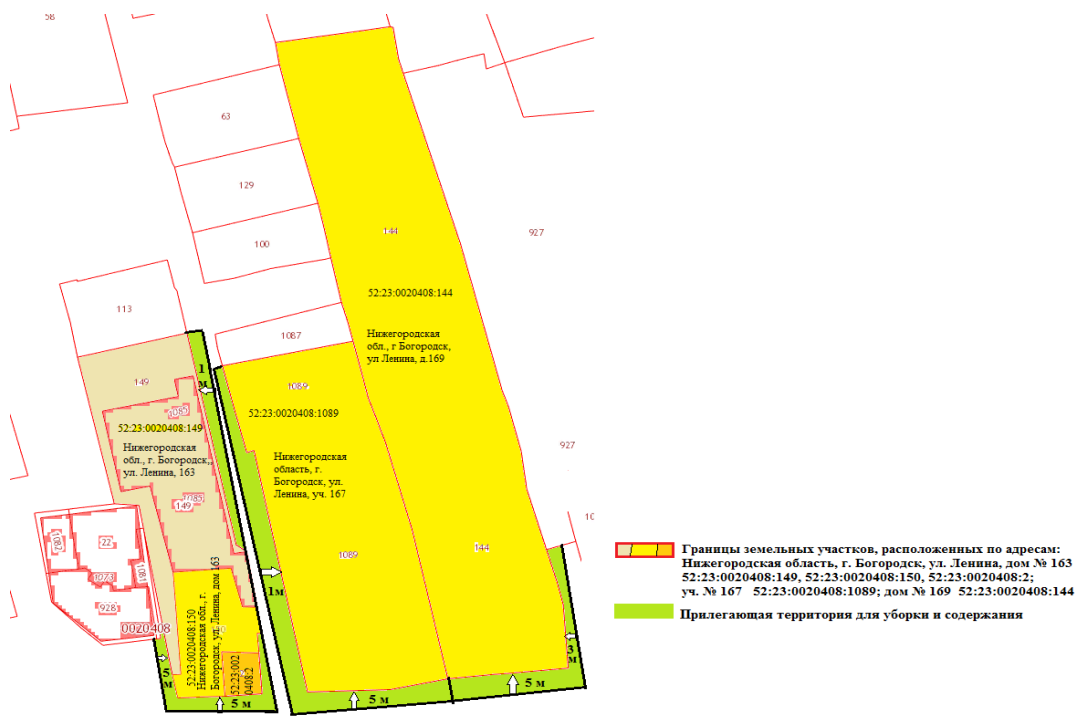 58
63
129
100
144
927
52:23:0020408:144
113
1087
Нижегородская
обл., г Богородск,
ул Ленина, д.169
1
м
149
1089
1085
52:23:0020408:1089
52:23:0020408:149
Нижегородская
обл., г. Богородск,
ул. Ленина, 163
927
Нижегородская
область, г.
Богородск, ул.
Ленина, уч. 167
1085
149
1082
22
1089
144
1081
1073
928
1м
0020408
52:23:0020408:150
Нижегородская обл., г.
Богородск, ул. Ленина, дом 163
52:23:002
0408:2
5
м
3
м
5 м
5 м
5 м
Границы земельных участков, расположенных по адресам:
Нижегородская область, г. Богородск, ул. Ленина, дом № 163
52:23:0020408:149, 52:23:0020408:150, 52:23:0020408:2;
уч. № 167 52:23:0020408:1089; дом № 169 52:23:0020408:144
Прилегающая территория для уборки и содержания